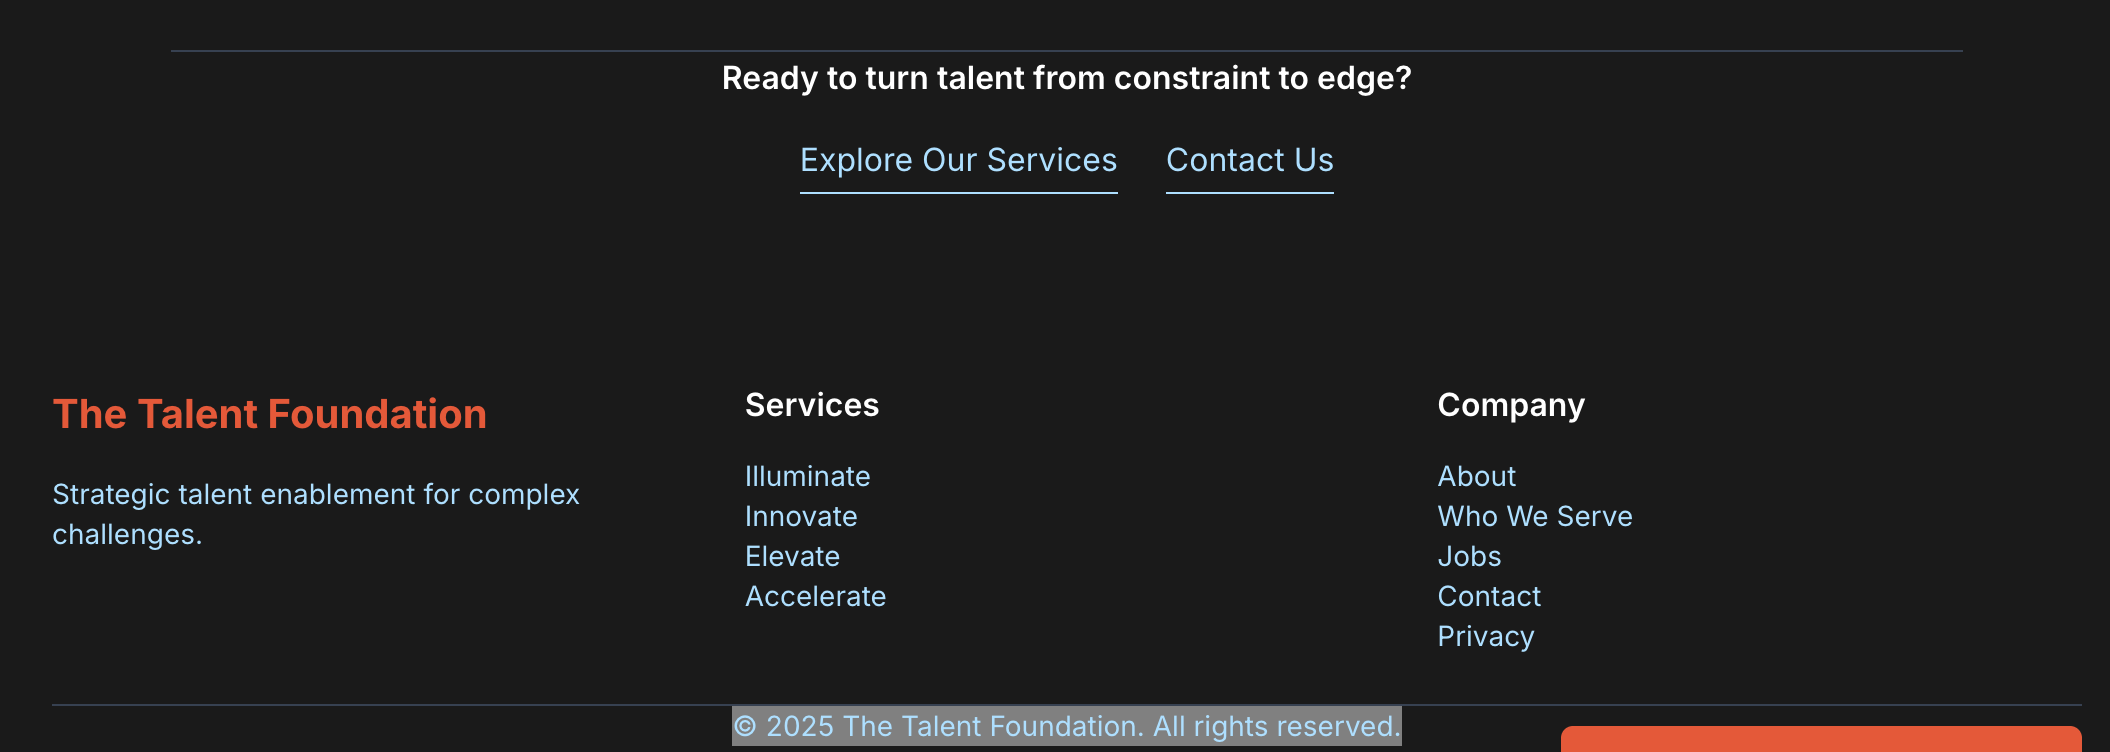 Ready to turn talent from constraint to edge?
Explore Our Services
Contact Us
The Talent Foundation
Strategic talent enablement for complex
challenges.
Services
Illuminate
Innovate
Elevate
Accelerate
Company
About
Who We Serve
Jobs
Contact
Privacy
© 2025 The Talent Foundation. All rights reserved.